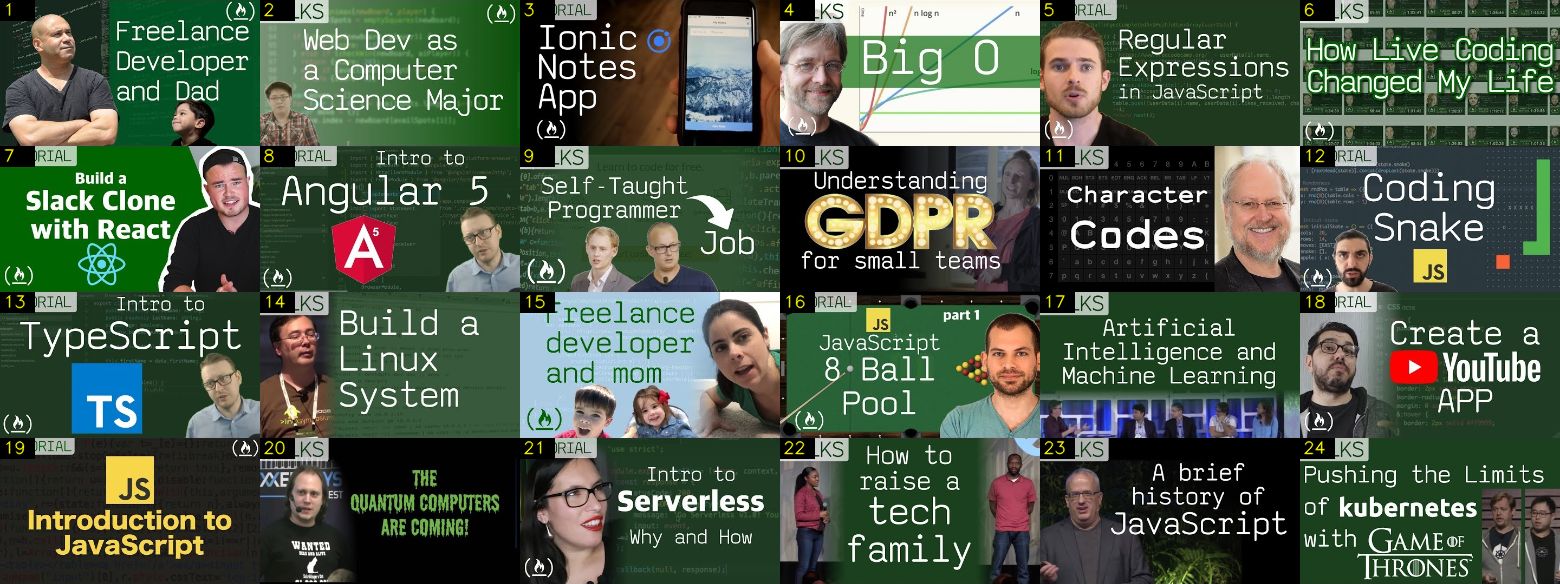 1
Freelance
Developer
and Dad
2
LKS
Web Dev as
a Computer
Science Major
3
ORIAL
Ionic
Notes
App
4
LKS
n²
n log n
n
Big O
5
ORIAL
Regular
Expressions
in JavaScript
6
LKS
How Live Coding
Changed My Life
7
ORIAL
Build a
Slack Clone
with React
8
ORIAL
Intro to
Angular 5
A5
9
LKS
Self-Taught
Programmer
Job
10
LKS
Understanding
GDPR
for small teams
11
LKS
Character
Codes
12
ORIAL
Coding
Snake
JS
13
ORIAL
Intro to
TypeScript
TS
14
LKS
Build a
Linux
System
15
Freelance
developer
and mom
16
ORIAL
JS
part 1
JavaScript
8 Ball
Pool
17
LKS
Artificial
Intelligence and
Machine Learning
18
Create a
YouTube
APP
19
ORIAL
JS
Introduction to
JavaScript
20
LKS
THE
QUANTUM COMPUTERS
ARE COMING!
WANTED
21
ORIAL
Intro to
Serverless
Why and How
callback(null, response);
22
LKS
How to
raise a
tech
family
23
LKS
A brief
history of
JavaScript
24
LKS
Pushing the Limits
of kubernetes
with GAME OF
THRONES